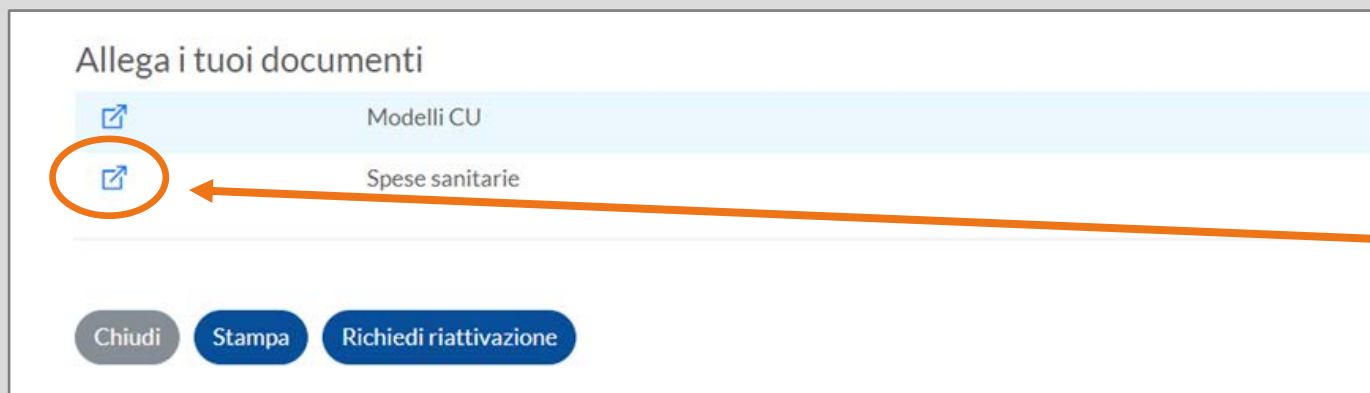 Allega i tuoi documenti
Modelli CU
Spese sanitarie
Chiudi Stampa Richiedi riattivazione